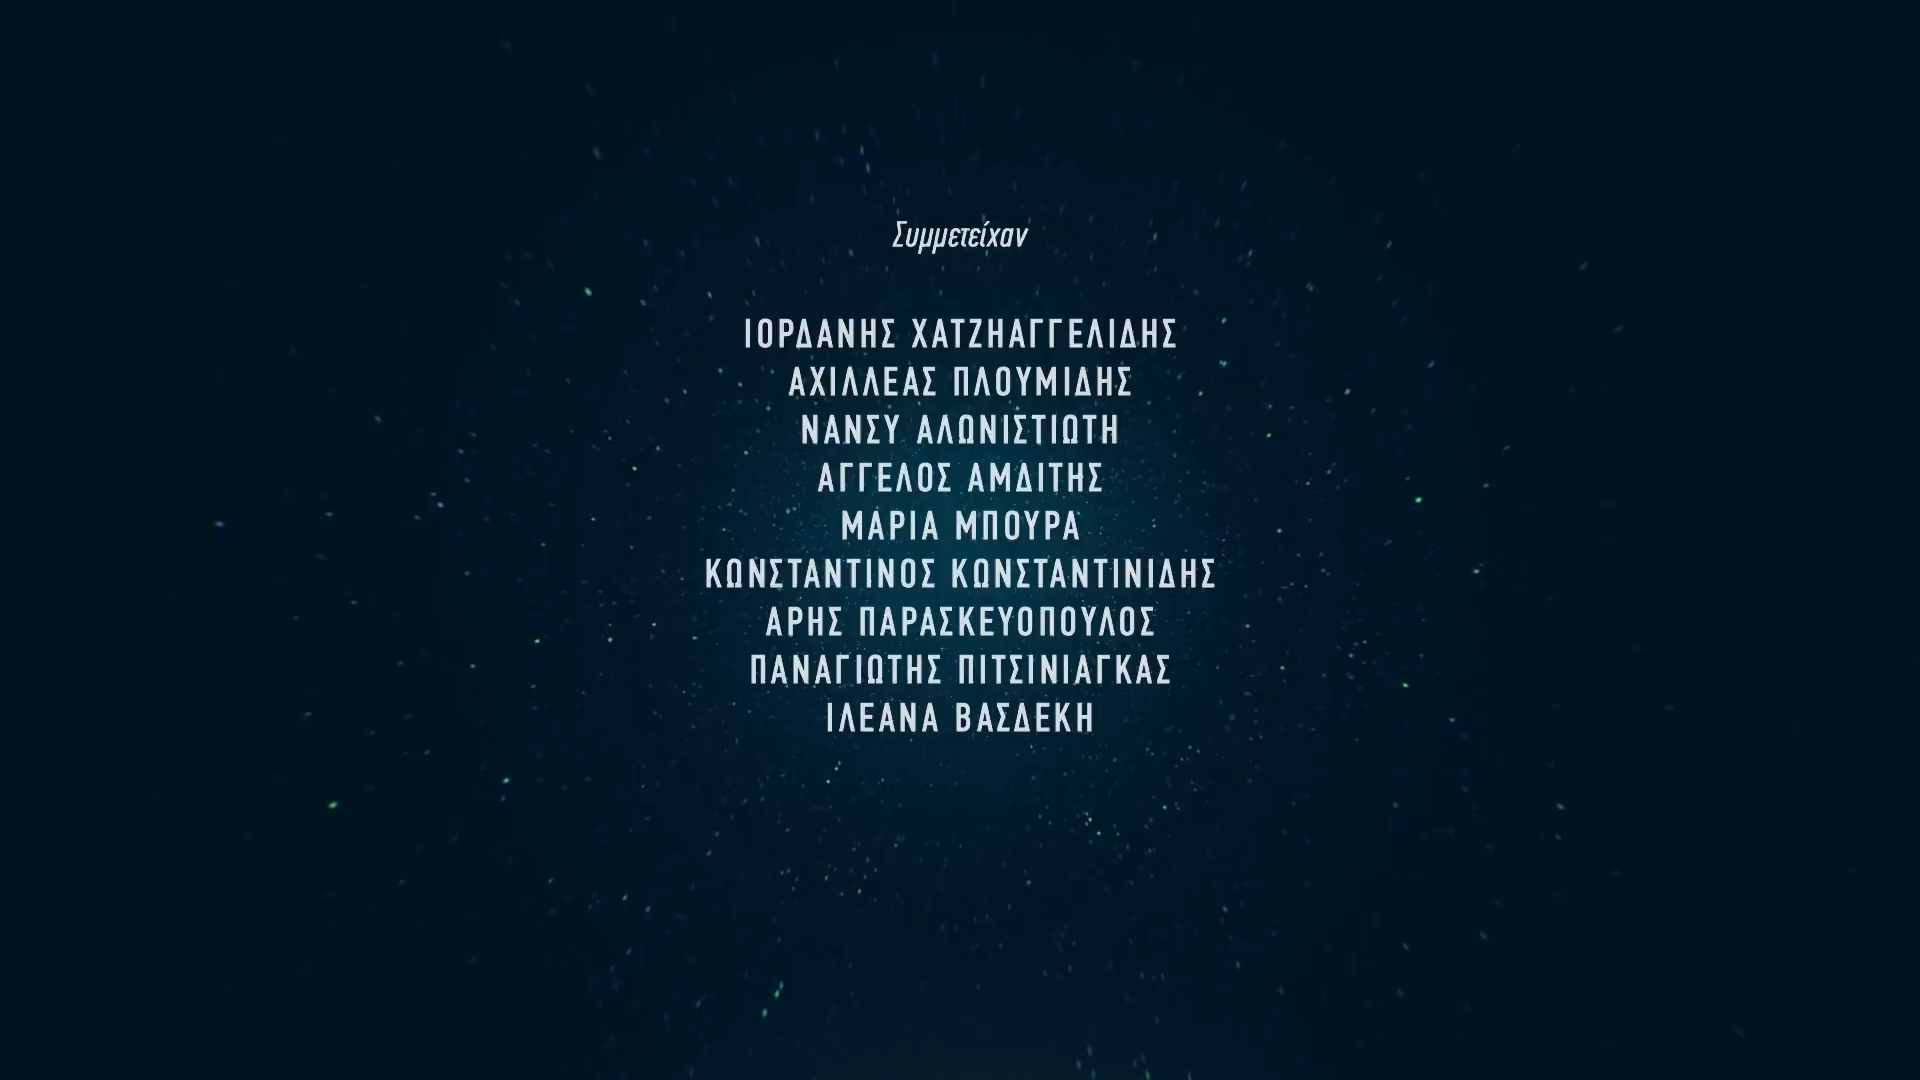 Συμμετείχαν
ΙΟΡΔΑΝΗΣ ΧΑΤΖΗΑΓΓΕΛΙΔΗΣ
ΑΧΙΛΛΕΑΣ ΠΛΟΥΜΙΔΗΣ
ΝΑΝΣΥ ΑΛΩΝΙΣΤΙΩΤΗ
ΑΓΓΕΛΟΣ ΑΜΔΙΤΗΣ
ΜΑΡΙΑ ΜΠΟΥΡΑ
ΚΩΝΣΤΑΝΤΙΝΟΣ ΚΩΝΣΤΑΝΤΙΝΙΔΗΣ
ΑΡΗΣ ΠΑΡΑΣΚΕΥΟΠΟΥΛΟΣ
ΠΑΝΑΓΙΩΤΗΣ ΠΙΤΣΙΝΙΑΓΚΑΣ
ΙΛΕΑΝΑ ΒΑΣΔΕΚΗ